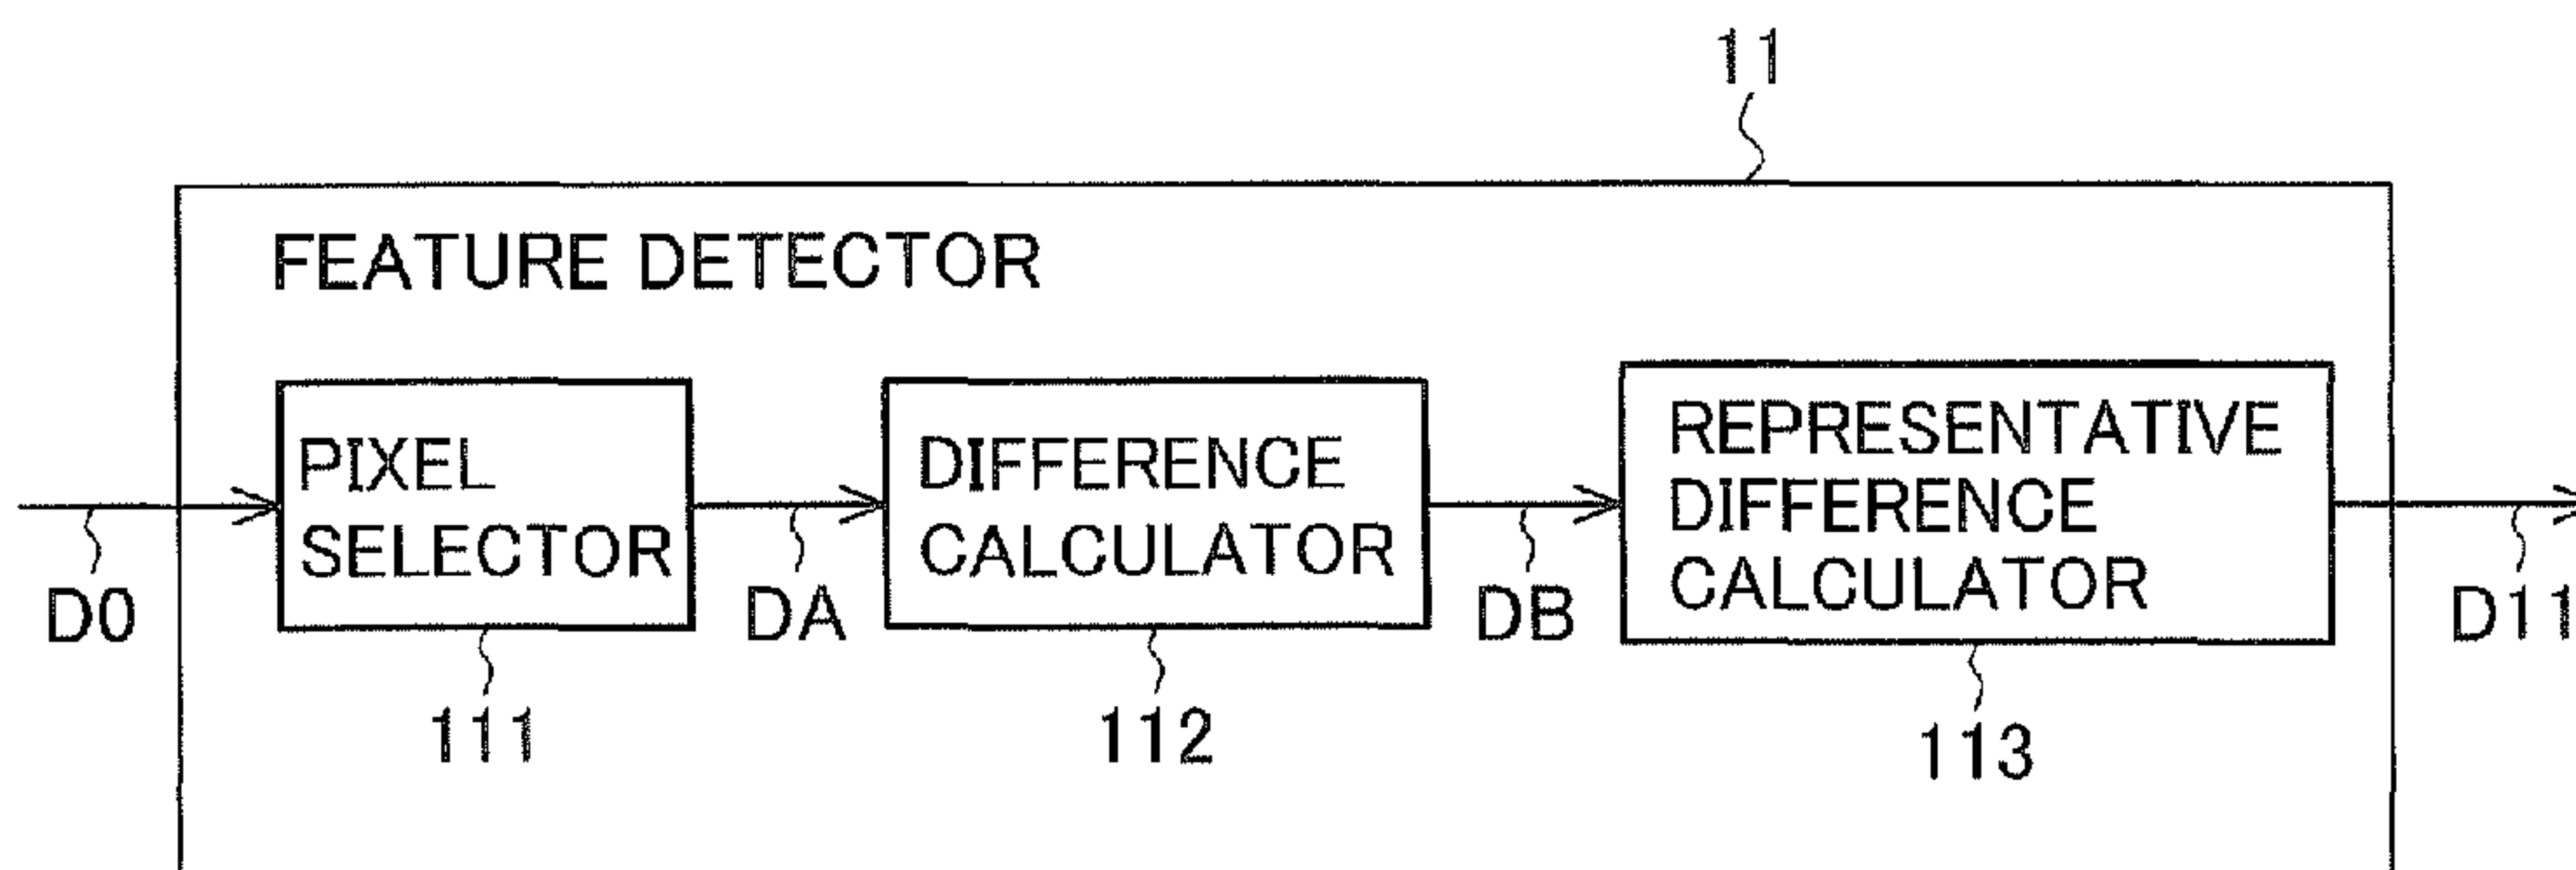 11
FEATURE DETECTOR
PIXEL
SELECTOR
DIFFERENCE
CALCULATOR
REPRESENTATIVE
DIFFERENCE
CALCULATOR
D0
DA
DB
D11
111
112
113